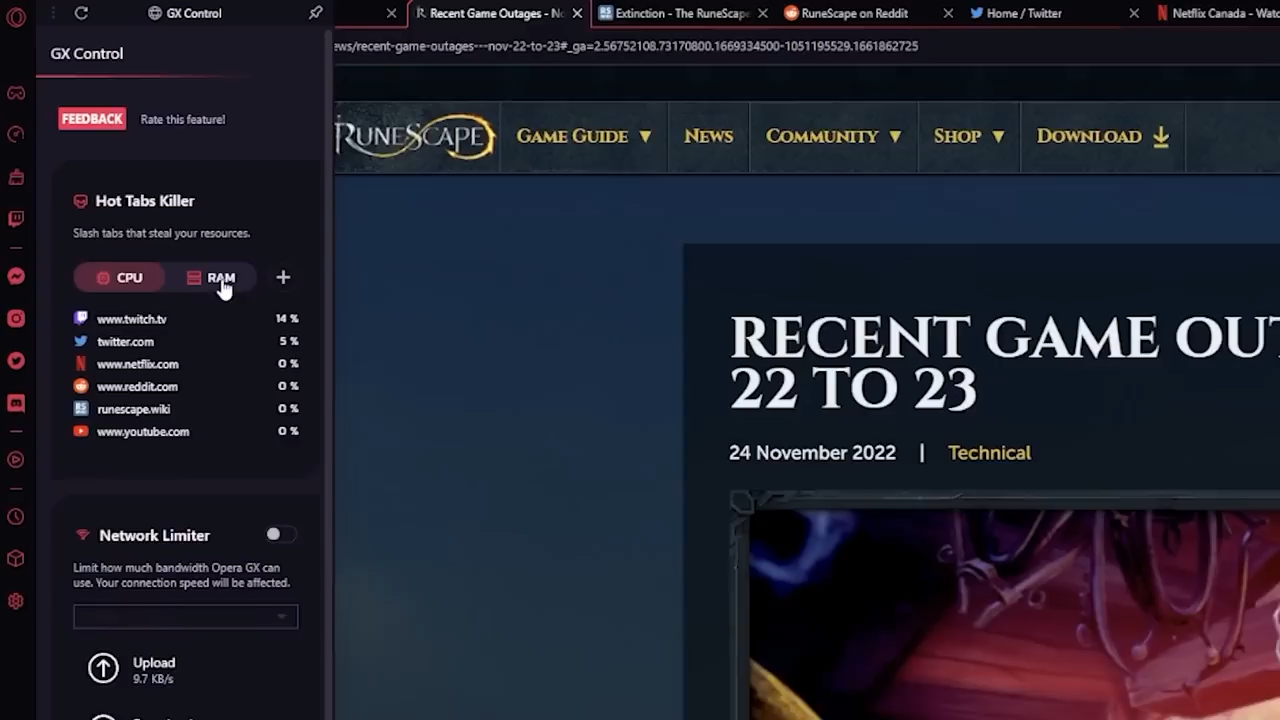 GX Control
Recent Game Outages - No
Extinction - The RuneScape
RuneScape on Reddit
Home / Twitter
Netflix Canada - Wat
ws/recent-game-outages---nov-22-to-23#_ga=2.56752108.73170800.1669334500-1051195529.1661862725
GX Control
FEEDBACK Rate this feature!
RUNESCAPE
GAME GUIDE
NEWS
COMMUNITY
SHOP
DOWNLOAD
Hot Tabs Killer
Slash tabs that steal your resources.
CPU RAM +
www.twitch.tv 14 %
twitter.com 5 %
www.netflix.com 0 %
www.reddit.com 0 %
runescape.wiki 0 %
www.youtube.com 0 %
Network Limiter
Limit how much bandwidth Opera GX can
use. Your connection speed will be affected.
Upload
9.7 KB/s
RECENT GAME OUT
22 TO 23
24 November 2022 | Technical